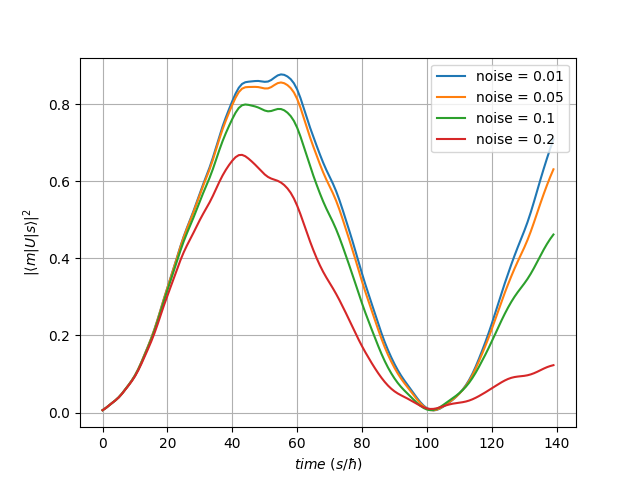 noise = 0.01
noise = 0.05
noise = 0.1
noise = 0.2
|⟨m|U|s⟩|²
0.8
0.6
0.4
0.2
0.0
0 20 40 60 80 100 120 140
time (s/ħ)